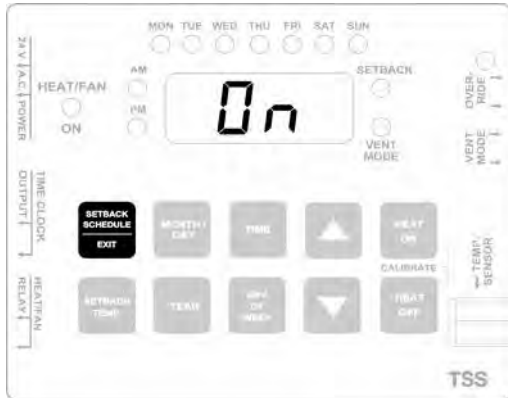 MON TUE WED THU FRI SAT SUN
24 V A.C. POWER
HEAT/FAN
ON
AM
PM
On
SETBACK
VENT
MODE
OVER-
RIDE
VENT
MODE
TIME CLOCK
OUTPUT
HEAT/FAN
RELAY
SETBACK
SCHEDULE
EXIT
MONTH /
DAY
TIME
HEAT
ON
CALIBRATE
SETBACK
TEMP
YEAR
DAY
OF
WEEK
HEAT
OFF
TEMP.
SENSOR
TSS